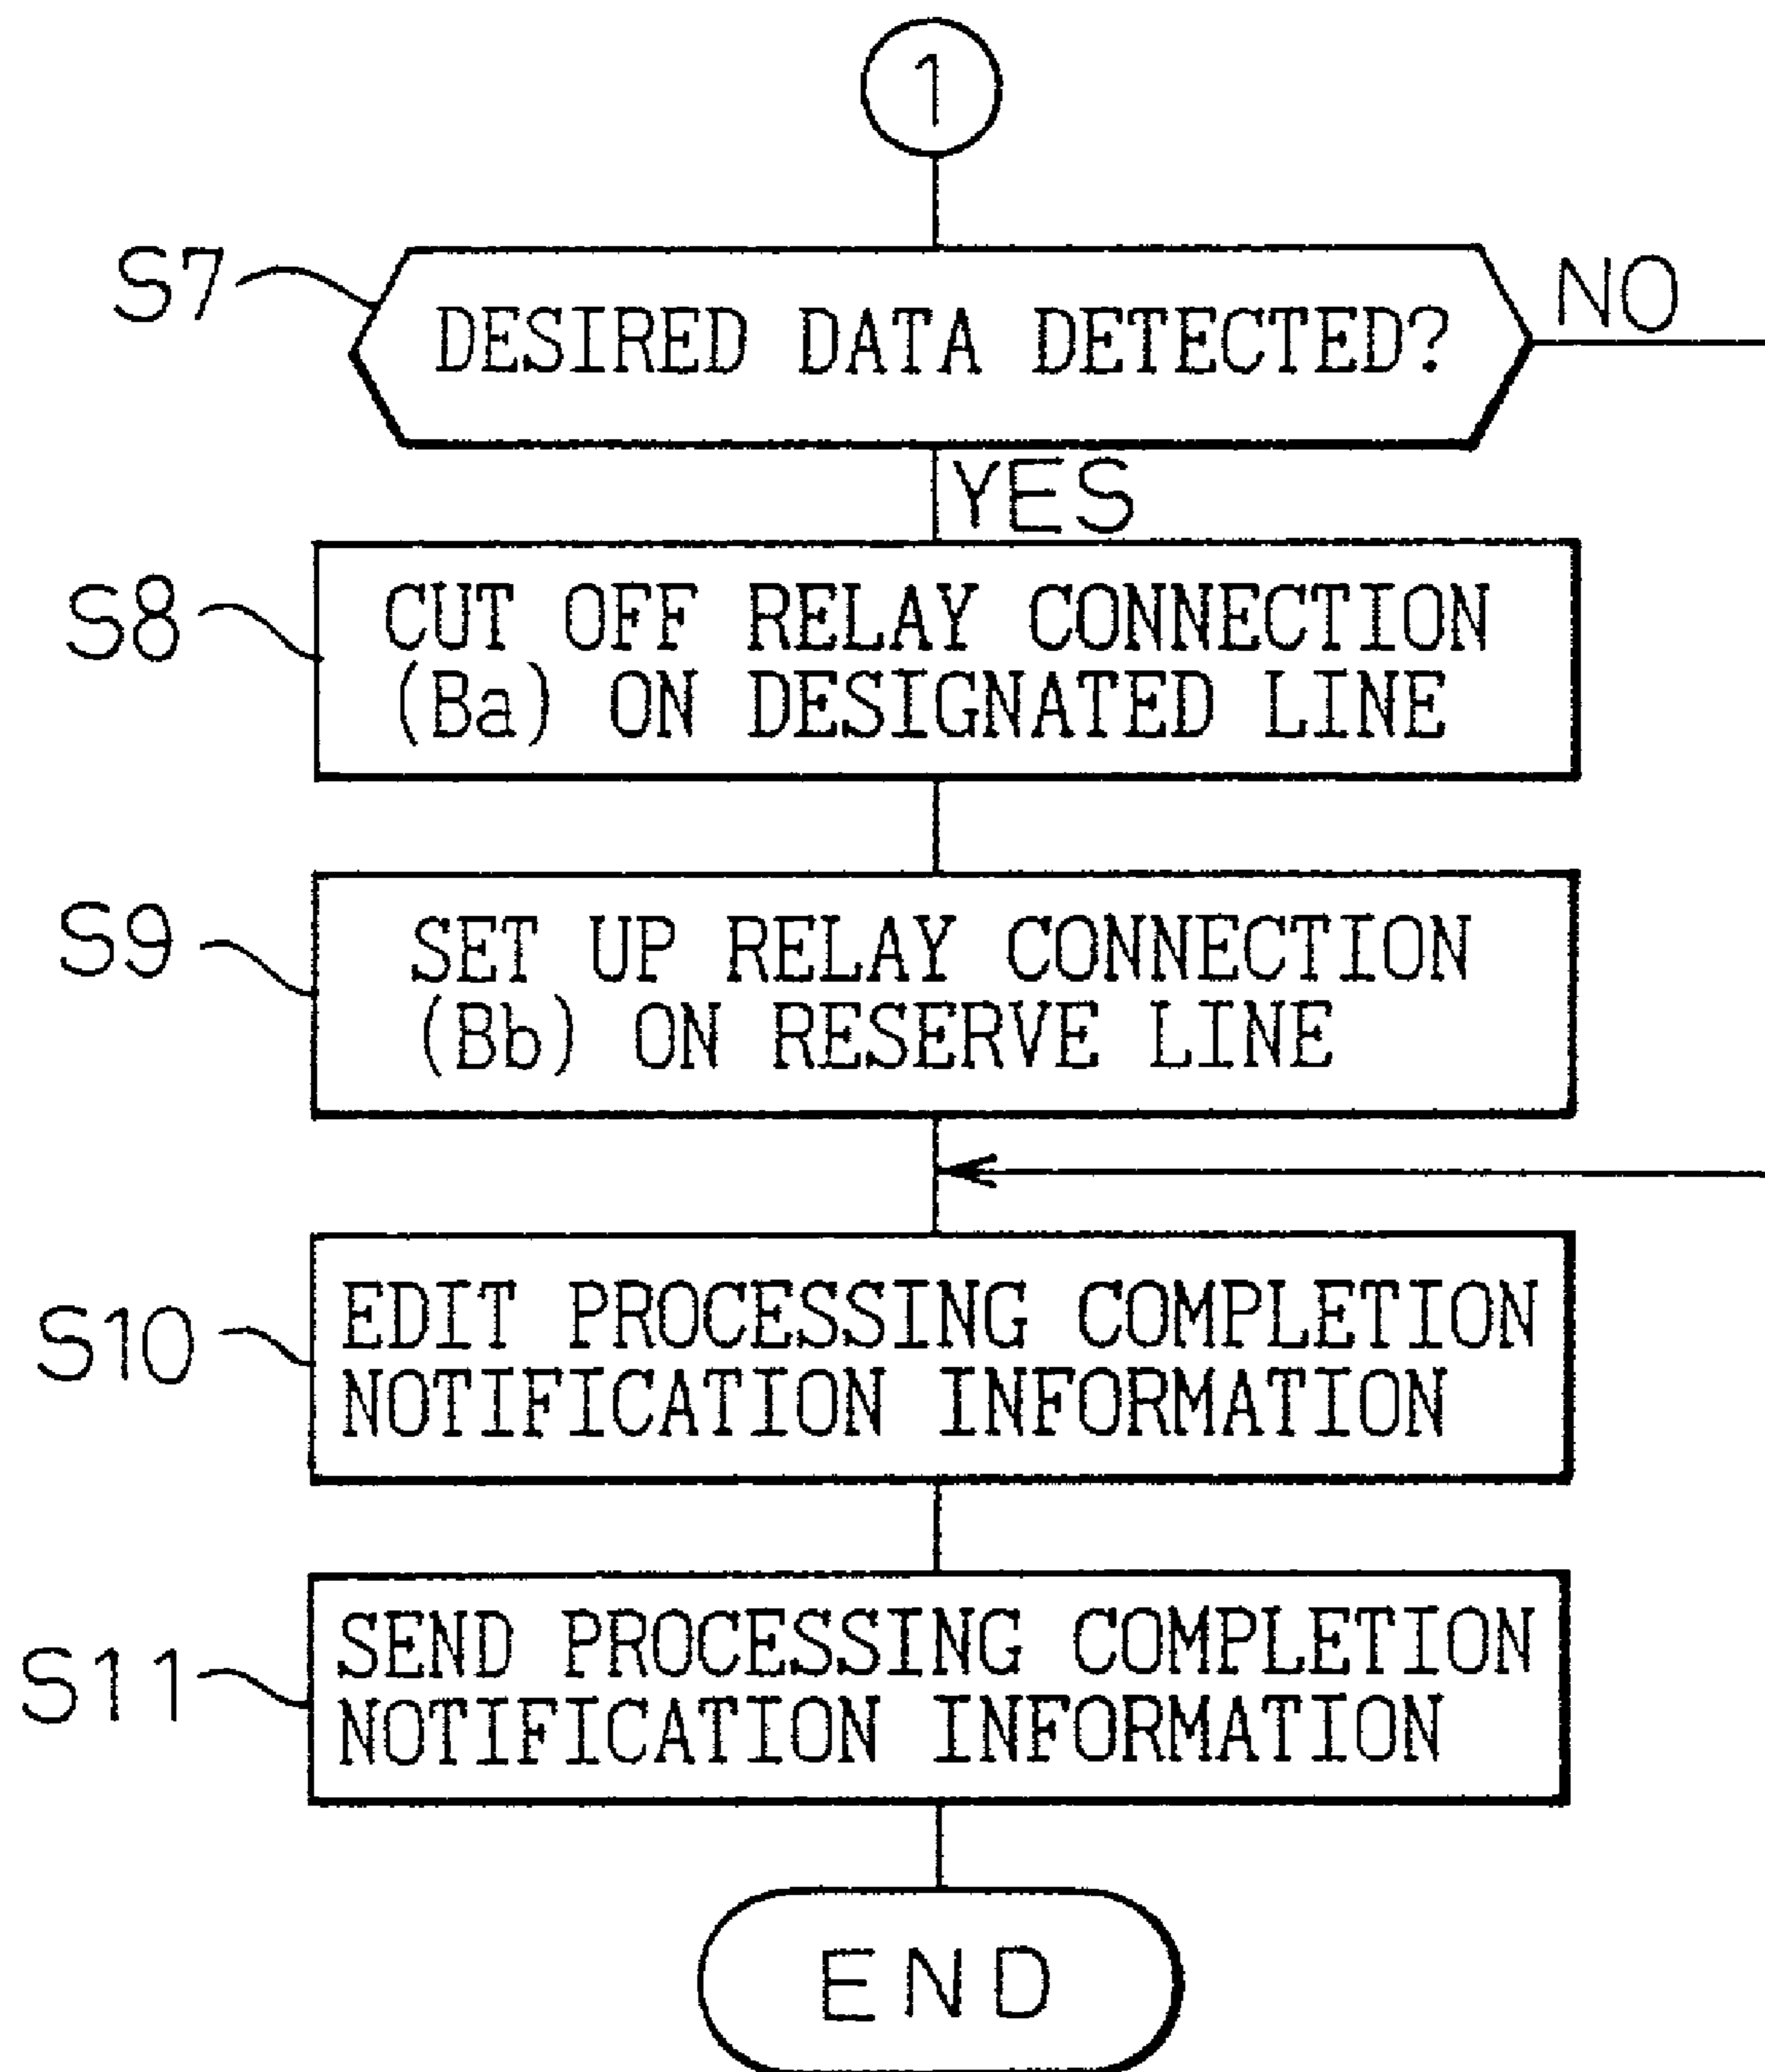 1
S7
DESIRED DATA DETECTED?
NO
YES
S8
CUT OFF RELAY CONNECTION
(Ba) ON DESIGNATED LINE
S9
SET UP RELAY CONNECTION
(Bb) ON RESERVE LINE
S10
EDIT PROCESSING COMPLETION
NOTIFICATION INFORMATION
S11
SEND PROCESSING COMPLETION
NOTIFICATION INFORMATION
END